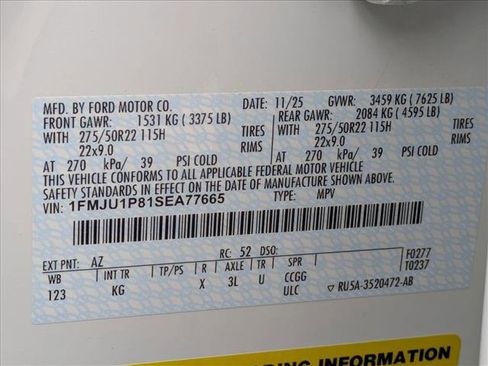 MFD. BY FORD MOTOR CO. DATE: 11/25 GVWR: 3459 KG ( 7625 LB)
FRONT GAWR: 1531 KG ( 3375 LB) REAR GAWR: 2084 KG ( 4595 LB)
WITH 275/50R22 115H TIRES WITH 275/50R22 115H TIRES
22x9.0 RIMS 22x9.0 RIMS
AT 270 kPa/ 39 PSI COLD AT 270 kPa/ 39 PSI COLD
THIS VEHICLE CONFORMS TO ALL APPLICABLE FEDERAL MOTOR VEHICLE
SAFETY STANDARDS IN EFFECT ON THE DATE OF MANUFACTURE SHOWN ABOVE.
VIN: 1FMJU1P81SEA77665 TYPE: MPV
EXT PNT: AZ RC: 52 DSO: F0277
WB INT TR TP/PS R AXLE TR SPR T0237
123 KG X 3L U CCGG
ULC ▽ RU5A-3520472-AB
INFORMATION